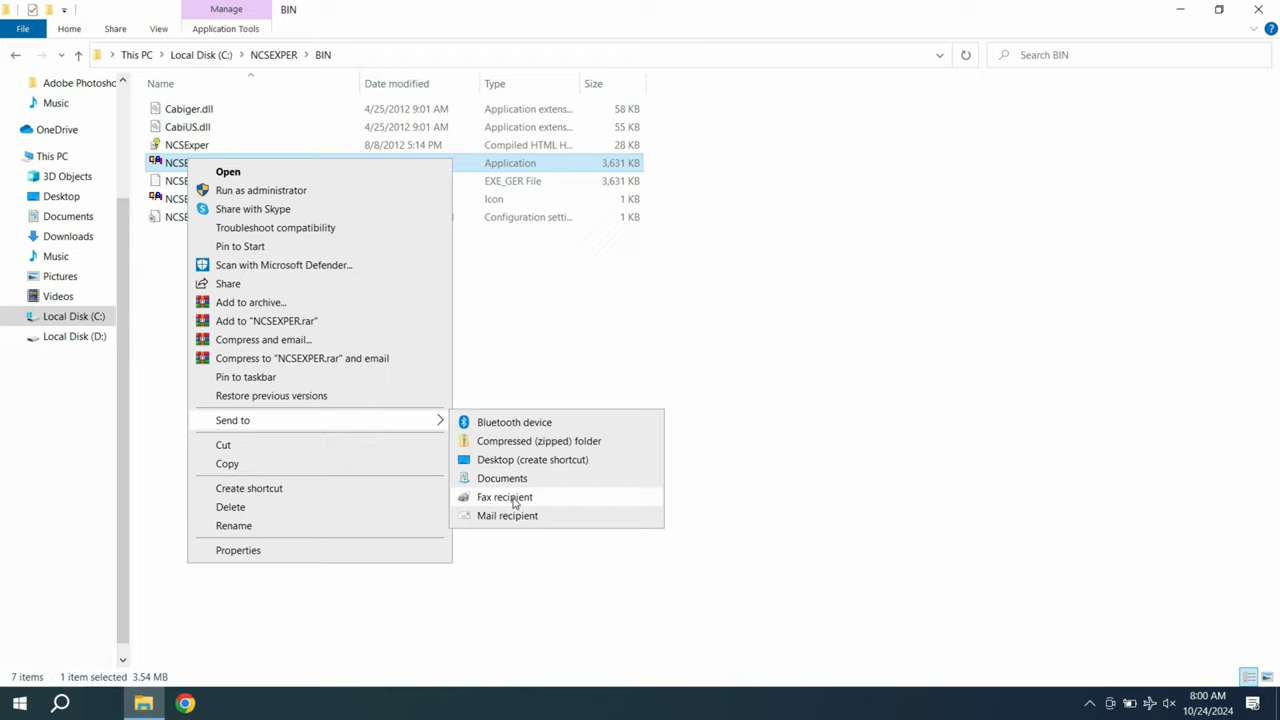 Manage
BIN
File
Home
Share
View
Application Tools
This PC
Local Disk (C:)
NCSEXPER
BIN
Search BIN
Name
Date modified
Type
Size
Adobe Photosho
Music
OneDrive
This PC
3D Objects
Desktop
Documents
Downloads
Music
Pictures
Videos
Local Disk (C:)
Local Disk (D:)
Cabiger.dll 4/25/2012 9:01 AM Application extens... 58 KB
CabiUS.dll 4/25/2012 9:01 AM Application extens... 55 KB
NCSExper 8/8/2012 5:14 PM Compiled HTML H... 28 KB
NCSE Application 3,631 KB
NCSE EXE_GER File 3,631 KB
NCSE Icon 1 KB
NCSE Configuration setti... 1 KB
Open
Run as administrator
Share with Skype
Troubleshoot compatibility
Pin to Start
Scan with Microsoft Defender...
Share
Add to archive...
Add to "NCSEXPER.rar"
Compress and email...
Compress to "NCSEXPER.rar" and email
Pin to taskbar
Restore previous versions
Send to
Cut
Copy
Create shortcut
Delete
Rename
Properties
Bluetooth device
Compressed (zipped) folder
Desktop (create shortcut)
Documents
Fax recipient
Mail recipient
7 items 1 item selected 3.54 MB
8:00 AM
10/24/2024